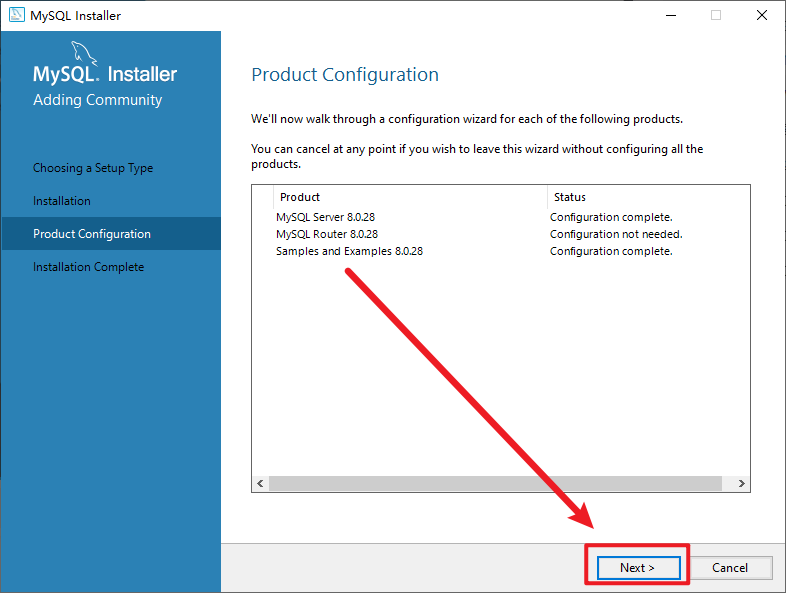 MySQL Installer
MySQL. Installer
Adding Community
Choosing a Setup Type
Installation
Product Configuration
Installation Complete
Product Configuration
We'll now walk through a configuration wizard for each of the following products.
You can cancel at any point if you wish to leave this wizard without configuring all the
products.
Product Status
MySQL Server 8.0.28 Configuration complete.
MySQL Router 8.0.28 Configuration not needed.
Samples and Examples 8.0.28 Configuration complete.
Next > Cancel